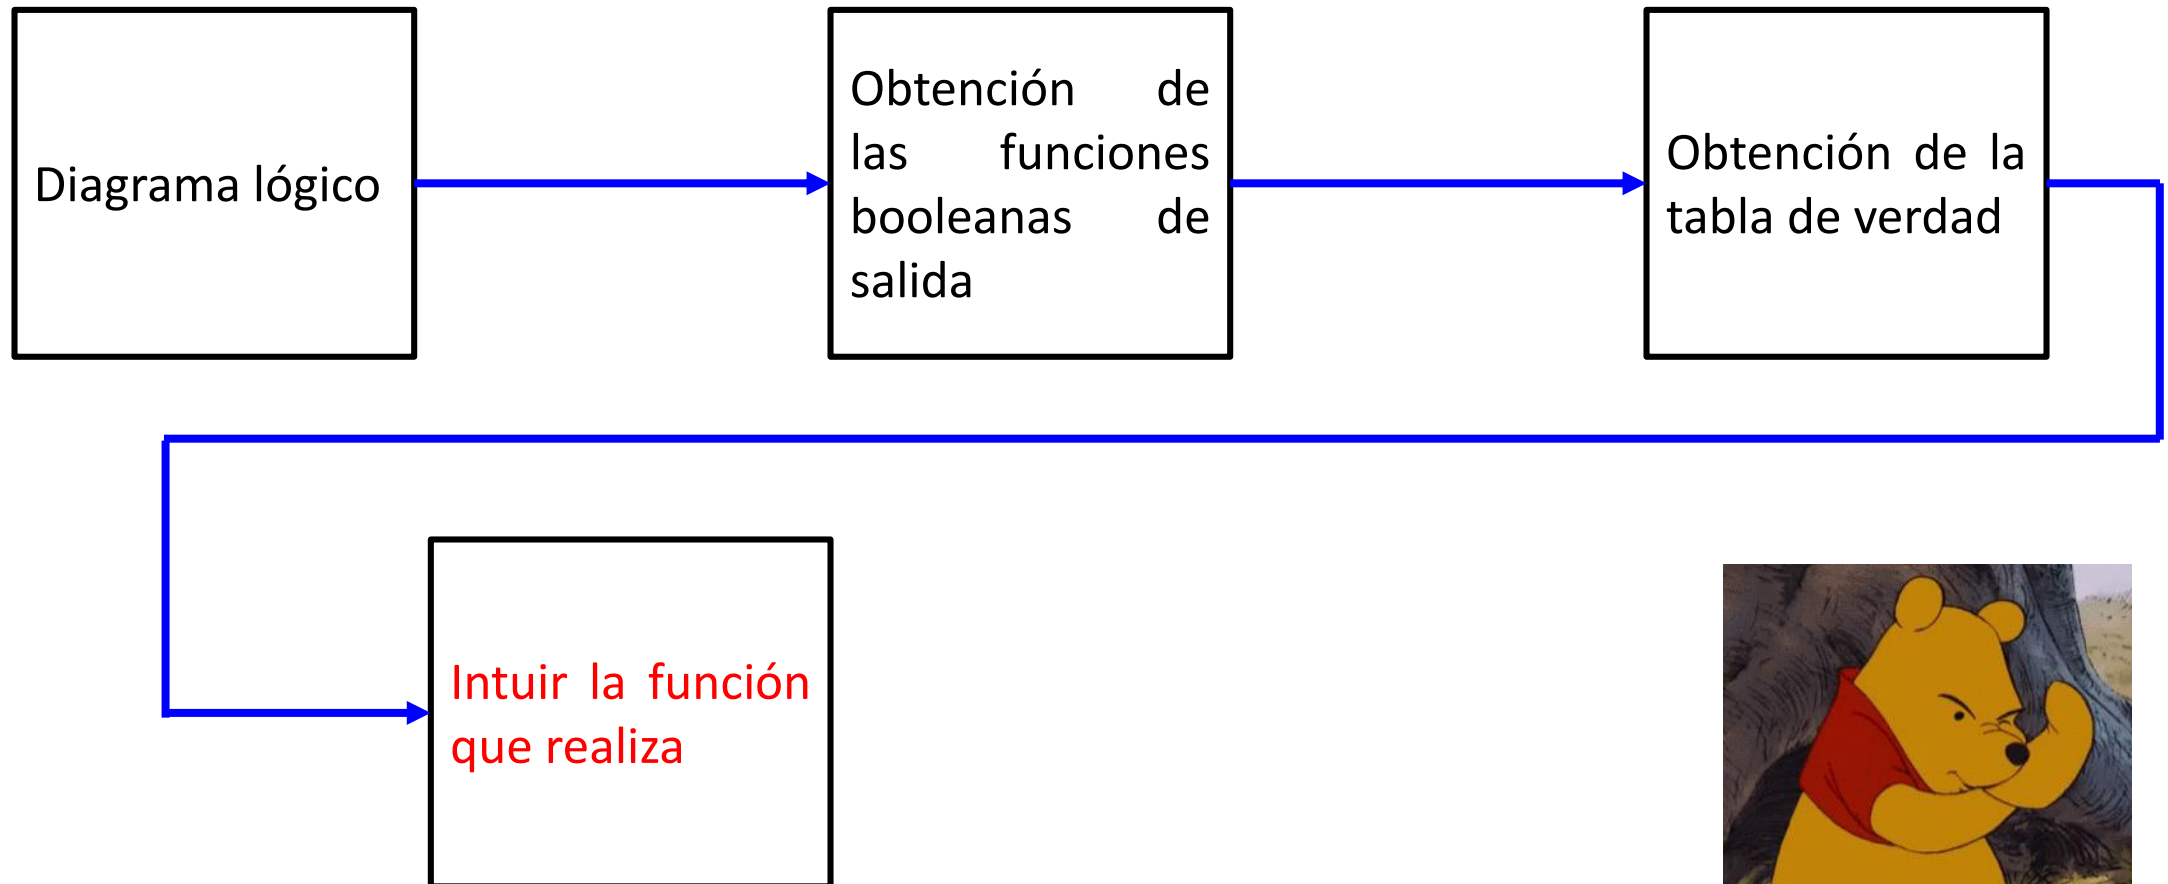 Diagrama lógico
Obtención de
las funciones
booleanas de
salida
Obtención de la
tabla de verdad
Intuir la función
que realiza